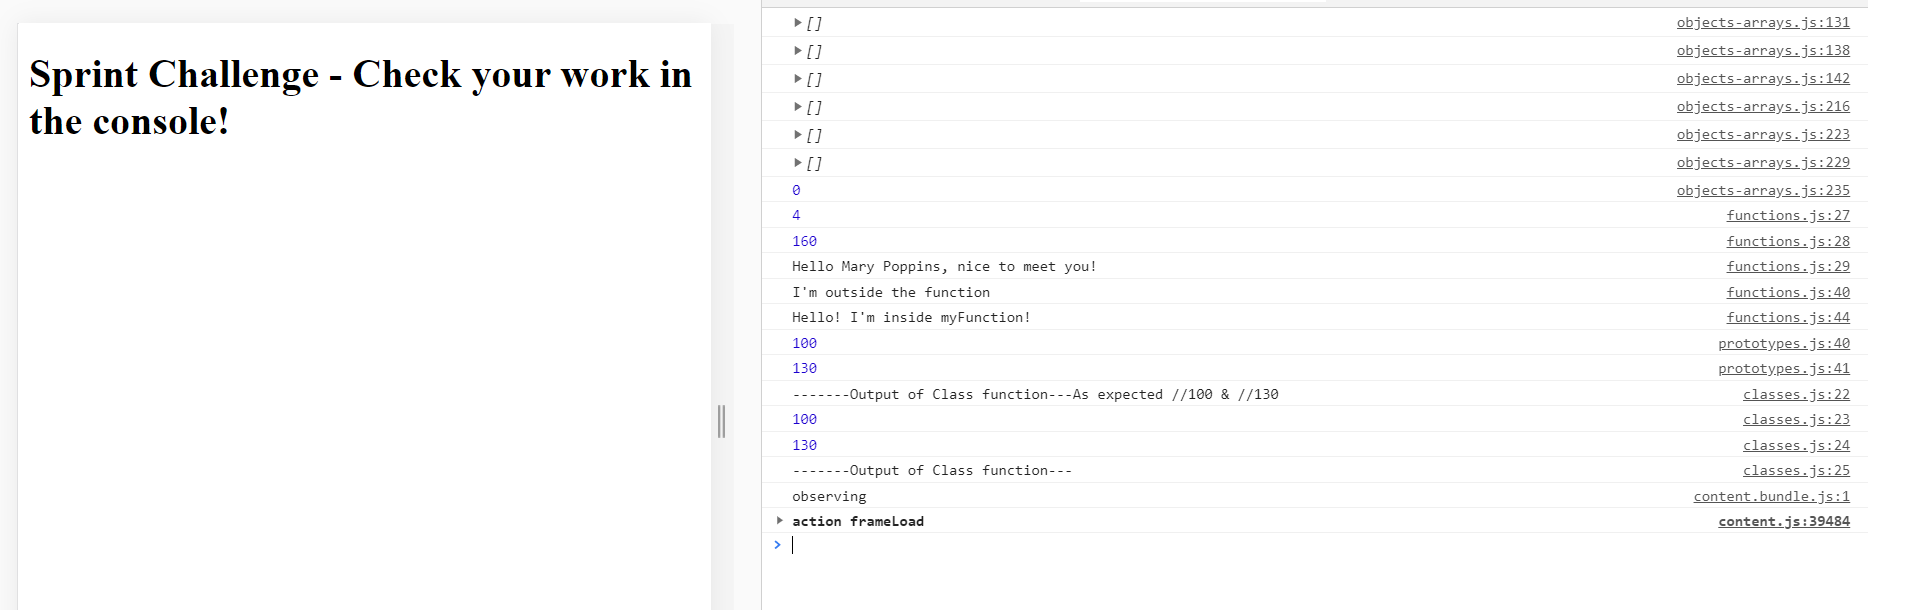 Sprint Challenge - Check your work in
the console!
[] objects-arrays.js:131
[] objects-arrays.js:138
[] objects-arrays.js:142
[] objects-arrays.js:216
[] objects-arrays.js:223
[] objects-arrays.js:229
0 objects-arrays.js:235
4 functions.js:27
160 functions.js:28
Hello Mary Poppins, nice to meet you! functions.js:29
I'm outside the function functions.js:40
Hello! I'm inside myFunction! functions.js:44
100 prototypes.js:40
130 prototypes.js:41
-------Output of Class function---As expected //100 & //130 classes.js:22
100 classes.js:23
130 classes.js:24
-------Output of Class function--- classes.js:25
observing content.bundle.js:1
action frameLoad content.js:39484